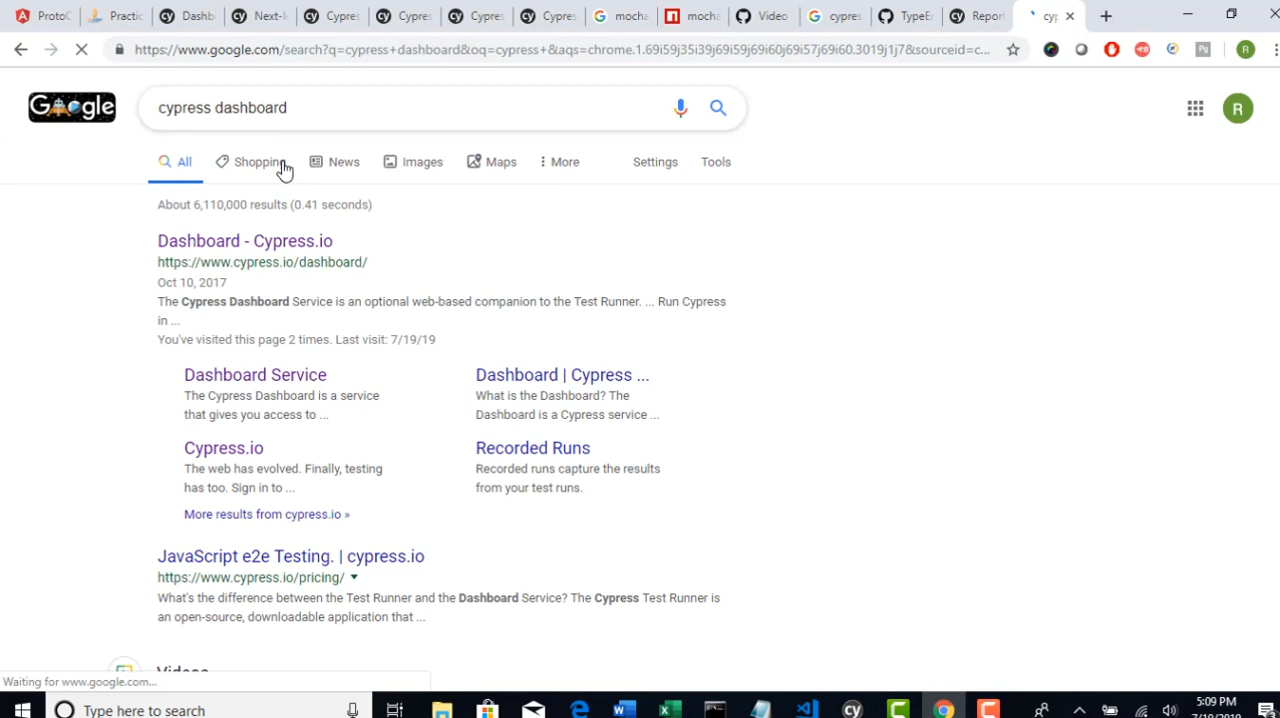 ProtoC
Practic
Dashb
Next-l
Cypres
Cypres
Cypres
Cypres
mocha
mocha
Video
cypres
TypeE
Report
cyp
https://www.google.com/search?q=cypress+dashboard&oq=cypress+&aqs=chrome.1.69i59j35i39j69i59j69i60j69i57j69i60.3019j1j7&sourceid=c...
R
Google
cypress dashboard
R
All
Shopping
News
Images
Maps
More
Settings
Tools
About 6,110,000 results (0.41 seconds)
Dashboard - Cypress.io
https://www.cypress.io/dashboard/
Oct 10, 2017
The Cypress Dashboard Service is an optional web-based companion to the Test Runner. ... Run Cypress
in ...
You've visited this page 2 times. Last visit: 7/19/19
Dashboard Service
The Cypress Dashboard is a service
that gives you access to ...
Dashboard | Cypress ...
What is the Dashboard? The
Dashboard is a Cypress service ...
Cypress.io
The web has evolved. Finally, testing
has too. Sign in to ...
Recorded Runs
Recorded runs capture the results
from your test runs.
More results from cypress.io »
JavaScript e2e Testing. | cypress.io
https://www.cypress.io/pricing/
What's the difference between the Test Runner and the Dashboard Service? The Cypress Test Runner is
an open-source, downloadable application that ...
Videos
Waiting for www.google.com...
Type here to search
5:09 PM